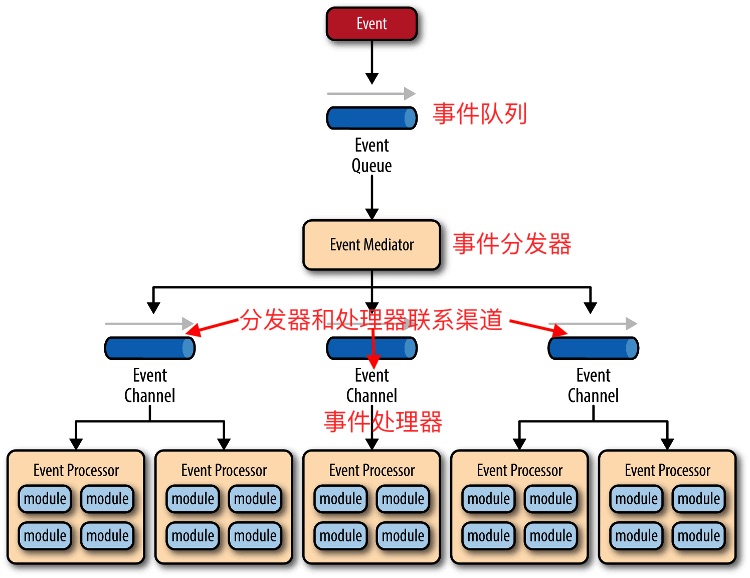 Event
事件队列
Event
Queue
Event Mediator
事件分发器
分发器和处理器联系渠道
Event
Channel
Event
Channel
Event
Channel
事件处理器
Event Processor
module module
module module
Event Processor
module module
module module
Event Processor
module module
module module
Event Processor
module module
module module
Event Processor
module module
module module